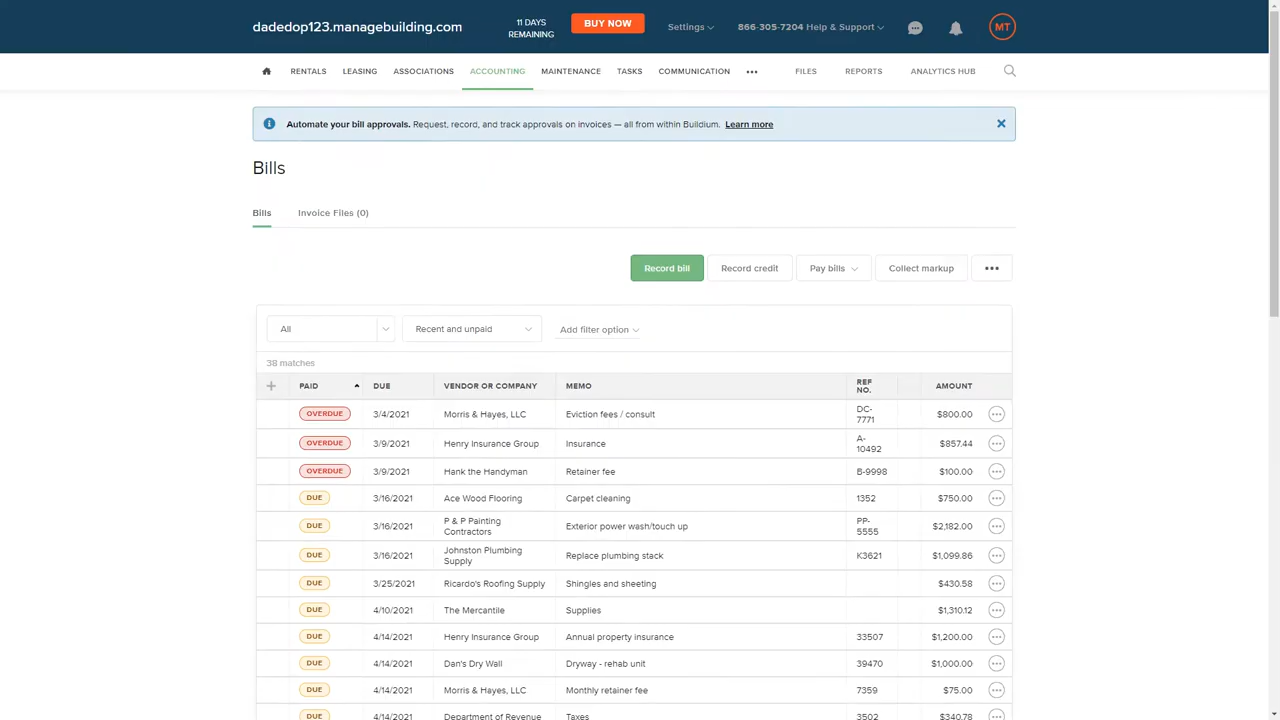 dadedop123.managebuilding.com
11 DAYS
REMAINING
BUY NOW
Settings
866-305-7204 Help & Support
MT
RENTALS
LEASING
ASSOCIATIONS
ACCOUNTING
MAINTENANCE
TASKS
COMMUNICATION
•••
FILES
REPORTS
ANALYTICS HUB
Automate your bill approvals. Request, record, and track approvals on invoices — all from within Buildium. Learn more
Bills
Bills
Invoice Files (0)
Record bill
Record credit
Pay bills
Collect markup
•••
All
Recent and unpaid
Add filter option
38 matches
+ PAID DUE VENDOR OR COMPANY MEMO REF NO. AMOUNT
OVERDUE 3/4/2021 Morris & Hayes, LLC Eviction fees / consult DC-7771 $800.00
OVERDUE 3/9/2021 Henry Insurance Group Insurance A-10492 $857.44
OVERDUE 3/9/2021 Hank the Handyman Retainer fee B-9998 $100.00
DUE 3/16/2021 Ace Wood Flooring Carpet cleaning 1352 $750.00
DUE 3/16/2021 P & P Painting Contractors Exterior power wash/touch up PP-5555 $2,182.00
DUE 3/16/2021 Johnston Plumbing Supply Replace plumbing stack K3621 $1,099.86
DUE 3/25/2021 Ricardo's Roofing Supply Shingles and sheeting $430.58
DUE 4/10/2021 The Mercantile Supplies $1,310.12
DUE 4/14/2021 Henry Insurance Group Annual property insurance 33507 $1,200.00
DUE 4/14/2021 Dan's Dry Wall Dryway - rehab unit 39470 $1,000.00
DUE 4/14/2021 Morris & Hayes, LLC Monthly retainer fee 7359 $75.00
DUE 4/14/2021 Department of Revenue Taxes 3502 $340.78